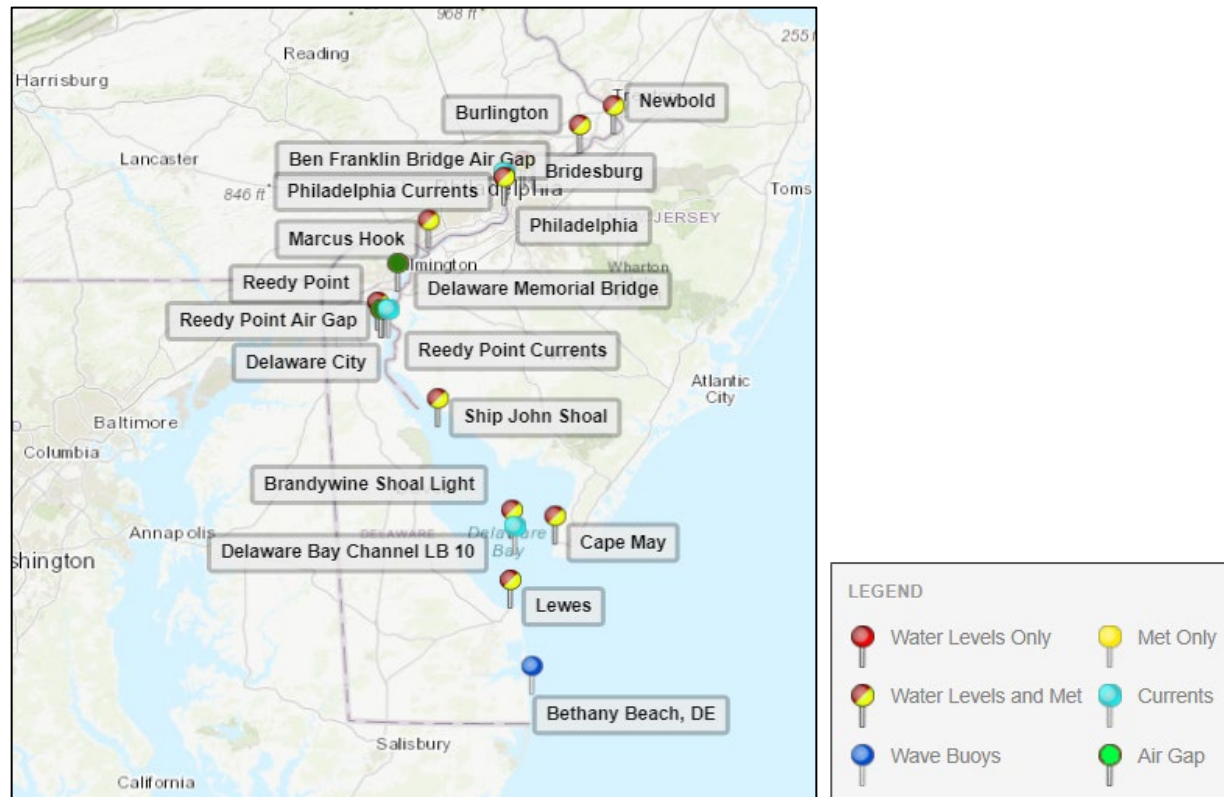 968 ft
255 f
Reading
Harrisburg
Burlington
Newbold
Lancaster
Ben Franklin Bridge Air Gap
Bridesburg
846 ft
Philadelphia Currents
Toms
Philadelphia
NEW JERSEY
Marcus Hook
lmington
Wharton
Reedy Point
Delaware Memorial Bridge
Reedy Point Air Gap
Reedy Point Currents
Delaware City
Atlantic
City
Baltimore
Ship John Shoal
Columbia
Brandywine Shoal Light
Annapolis
DELAWARE
Delaware
Bay
Cape May
Delaware Bay Channel LB 10
shington
Lewes
Bethany Beach, DE
Salisbury
California
LEGEND
Water Levels Only
Met Only
Water Levels and Met
Currents
Wave Buoys
Air Gap